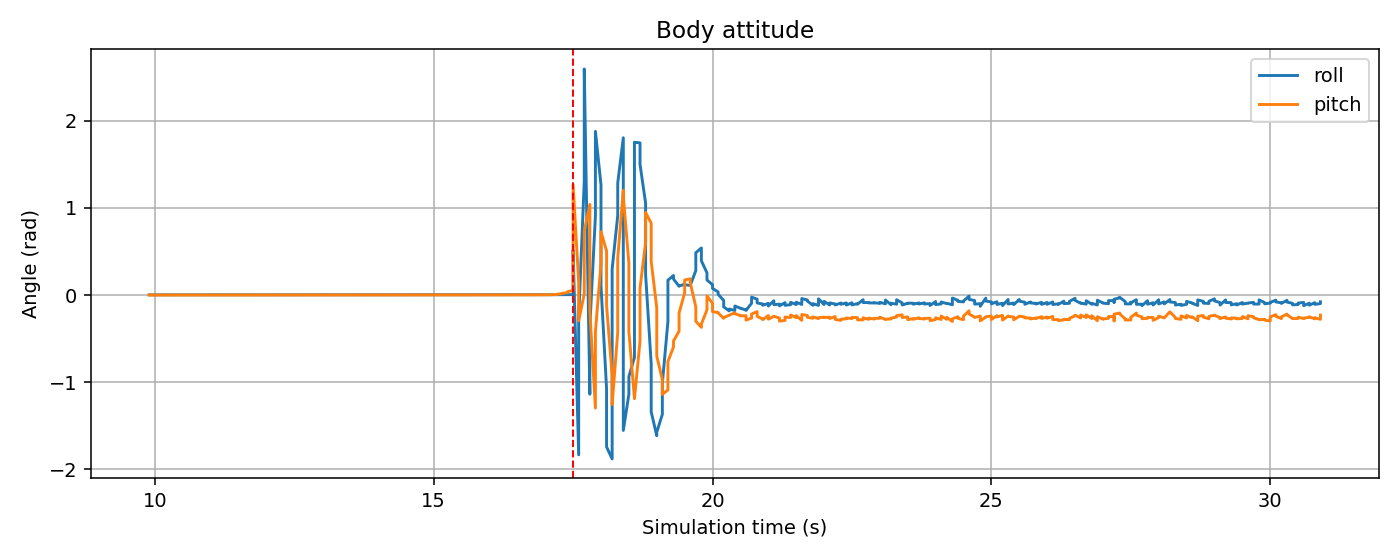 Body attitude
roll
pitch
Angle (rad)
2
1
0
−1
−2
10 15 20 25 30
Simulation time (s)